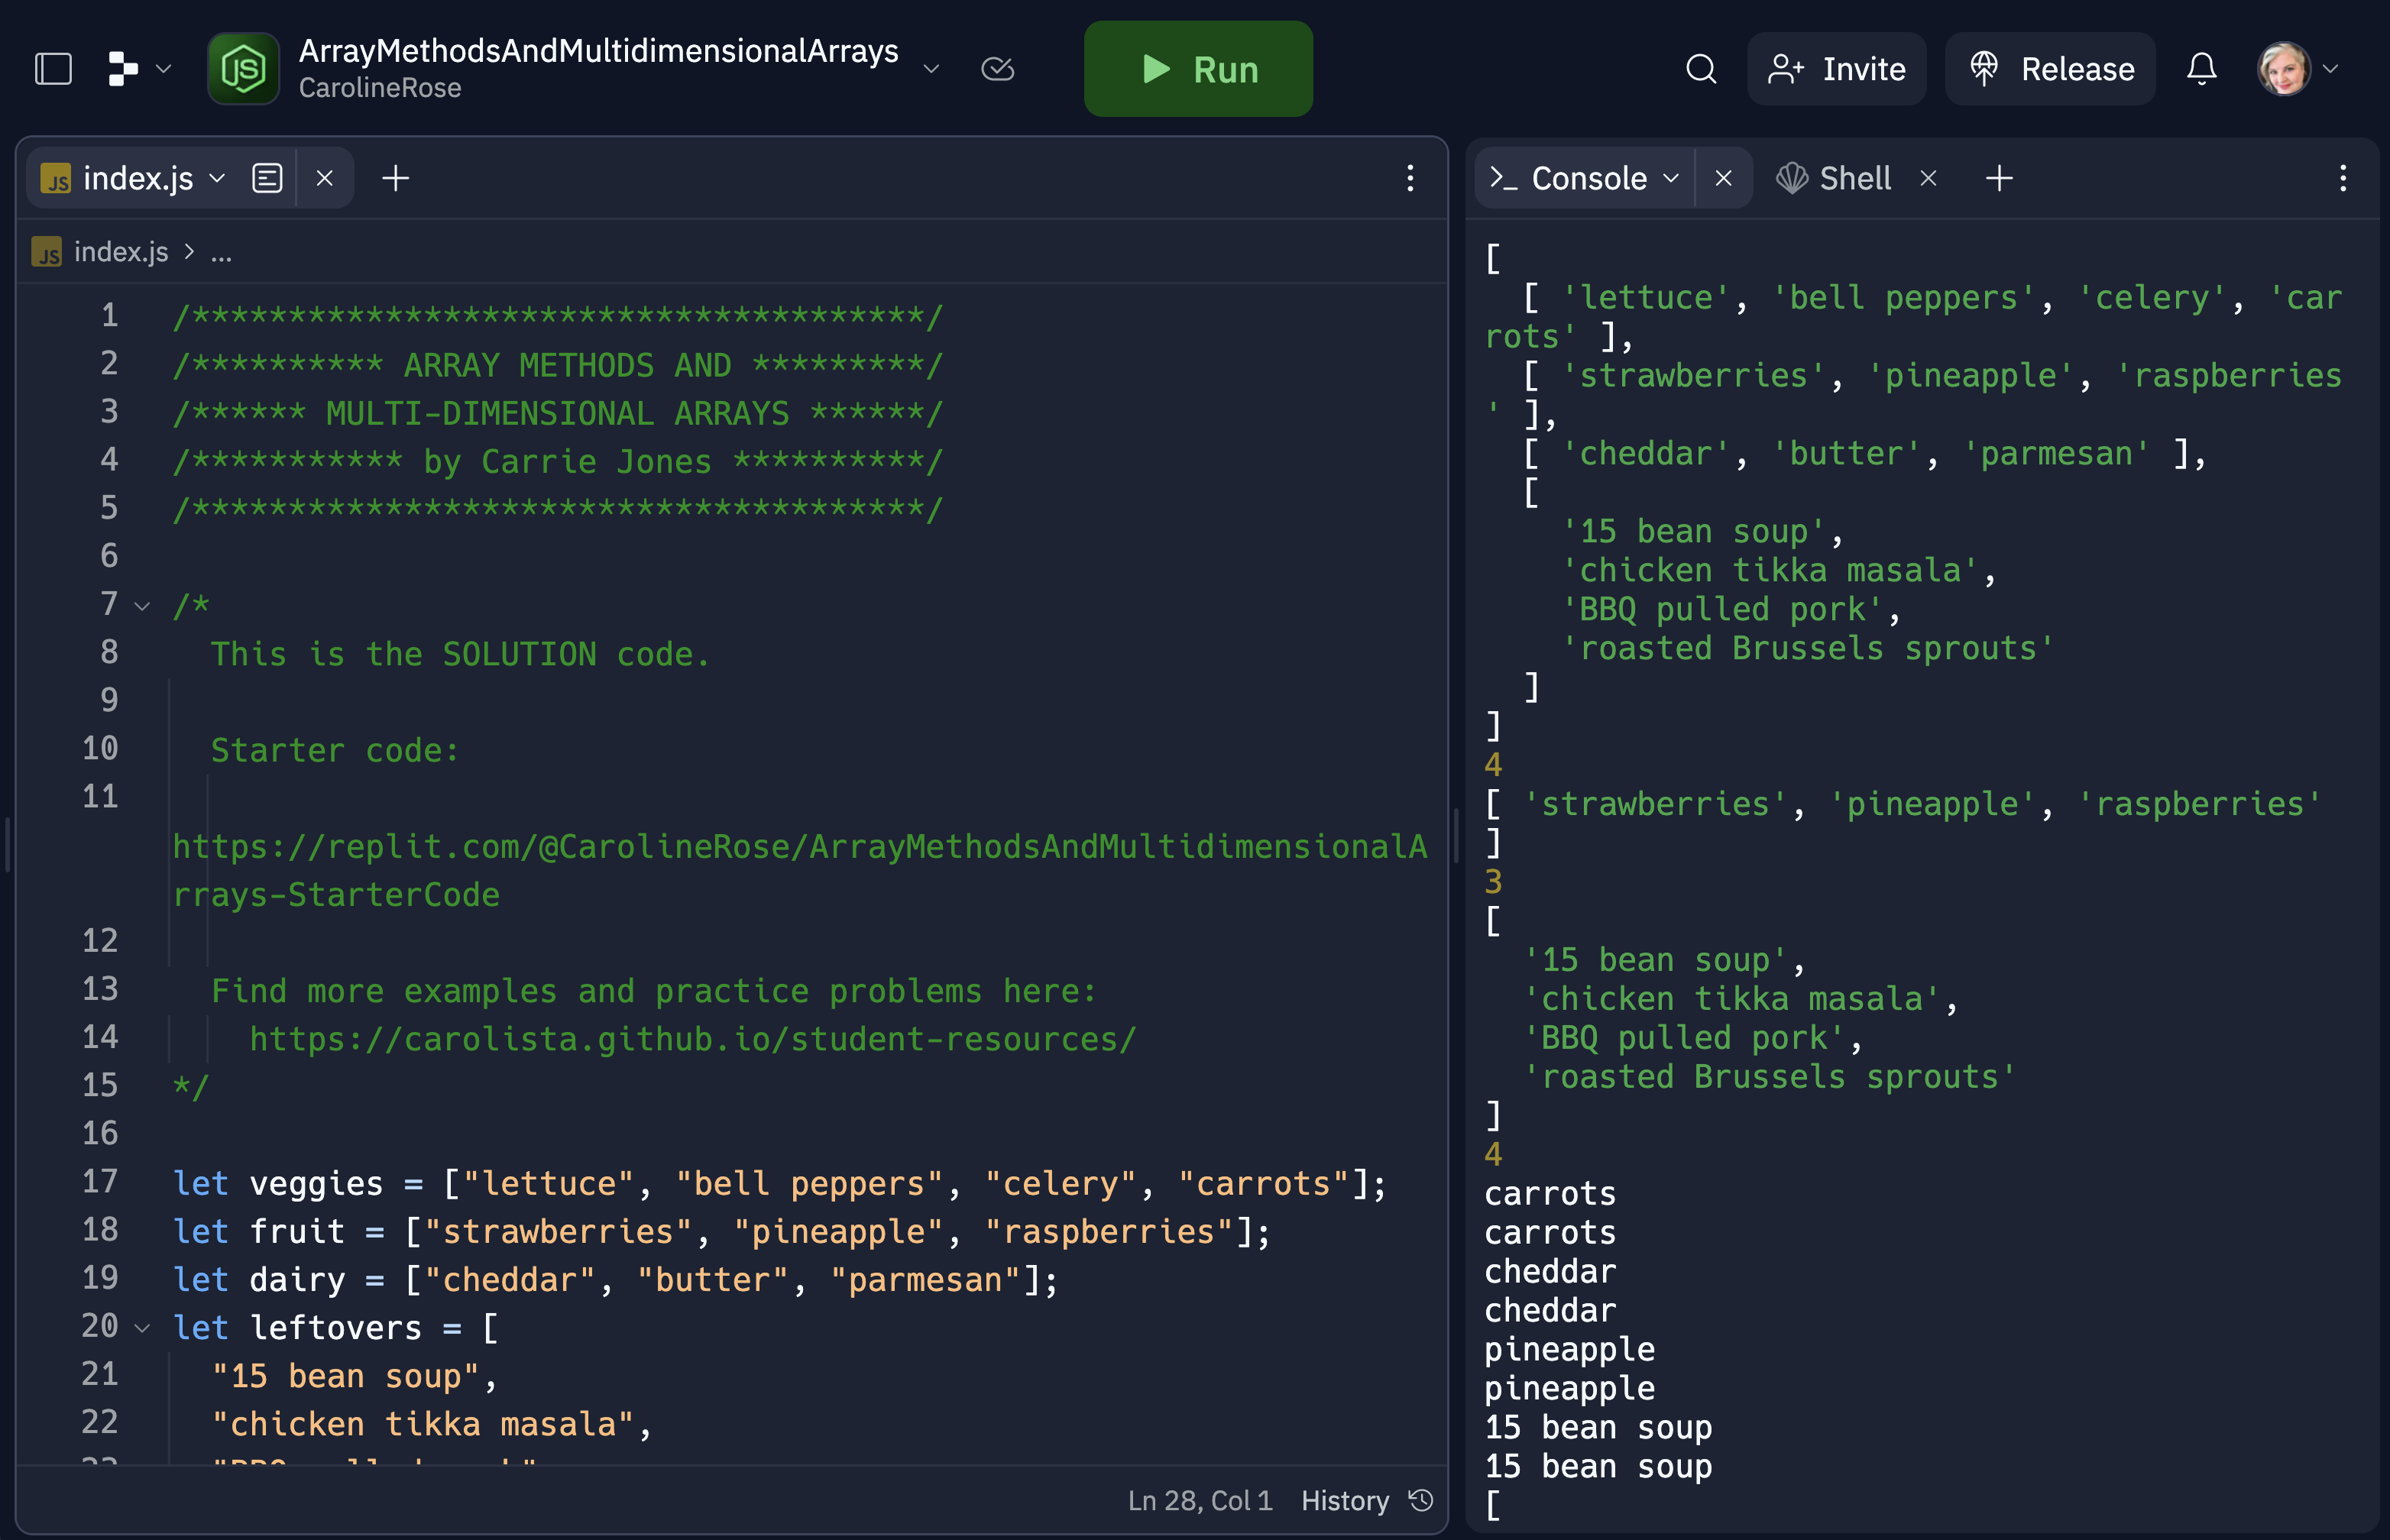 ArrayMethodsAndMultidimensionalArrays
CarolineRose
Run
Invite
Release
JS index.js
JS index.js > ...
1 /**************************************/
2 /********** ARRAY METHODS AND *********/
3 /****** MULTI-DIMENSIONAL ARRAYS ******/
4 /*********** by Carrie Jones **********/
5 /**************************************/
6
7 /*
8 This is the SOLUTION code.
9
10 Starter code:
11
https://replit.com/@CarolineRose/ArrayMethodsAndMultidimensionalA
rrays-StarterCode
12
13 Find more examples and practice problems here:
14 https://carolista.github.io/student-resources/
15 */
16
17 let veggies = ["lettuce", "bell peppers", "celery", "carrots"];
18 let fruit = ["strawberries", "pineapple", "raspberries"];
19 let dairy = ["cheddar", "butter", "parmesan"];
20 let leftovers = [
21 "15 bean soup",
22 "chicken tikka masala",
Ln 28, Col 1 History
>_ Console
Shell
[
[ 'lettuce', 'bell peppers', 'celery', 'car
rots' ],
[ 'strawberries', 'pineapple', 'raspberries
' ],
[ 'cheddar', 'butter', 'parmesan' ],
[
'15 bean soup',
'chicken tikka masala',
'BBQ pulled pork',
'roasted Brussels sprouts'
]
]
4
[ 'strawberries', 'pineapple', 'raspberries'
]
3
[
'15 bean soup',
'chicken tikka masala',
'BBQ pulled pork',
'roasted Brussels sprouts'
]
4
carrots
carrots
cheddar
cheddar
pineapple
pineapple
15 bean soup
15 bean soup
[